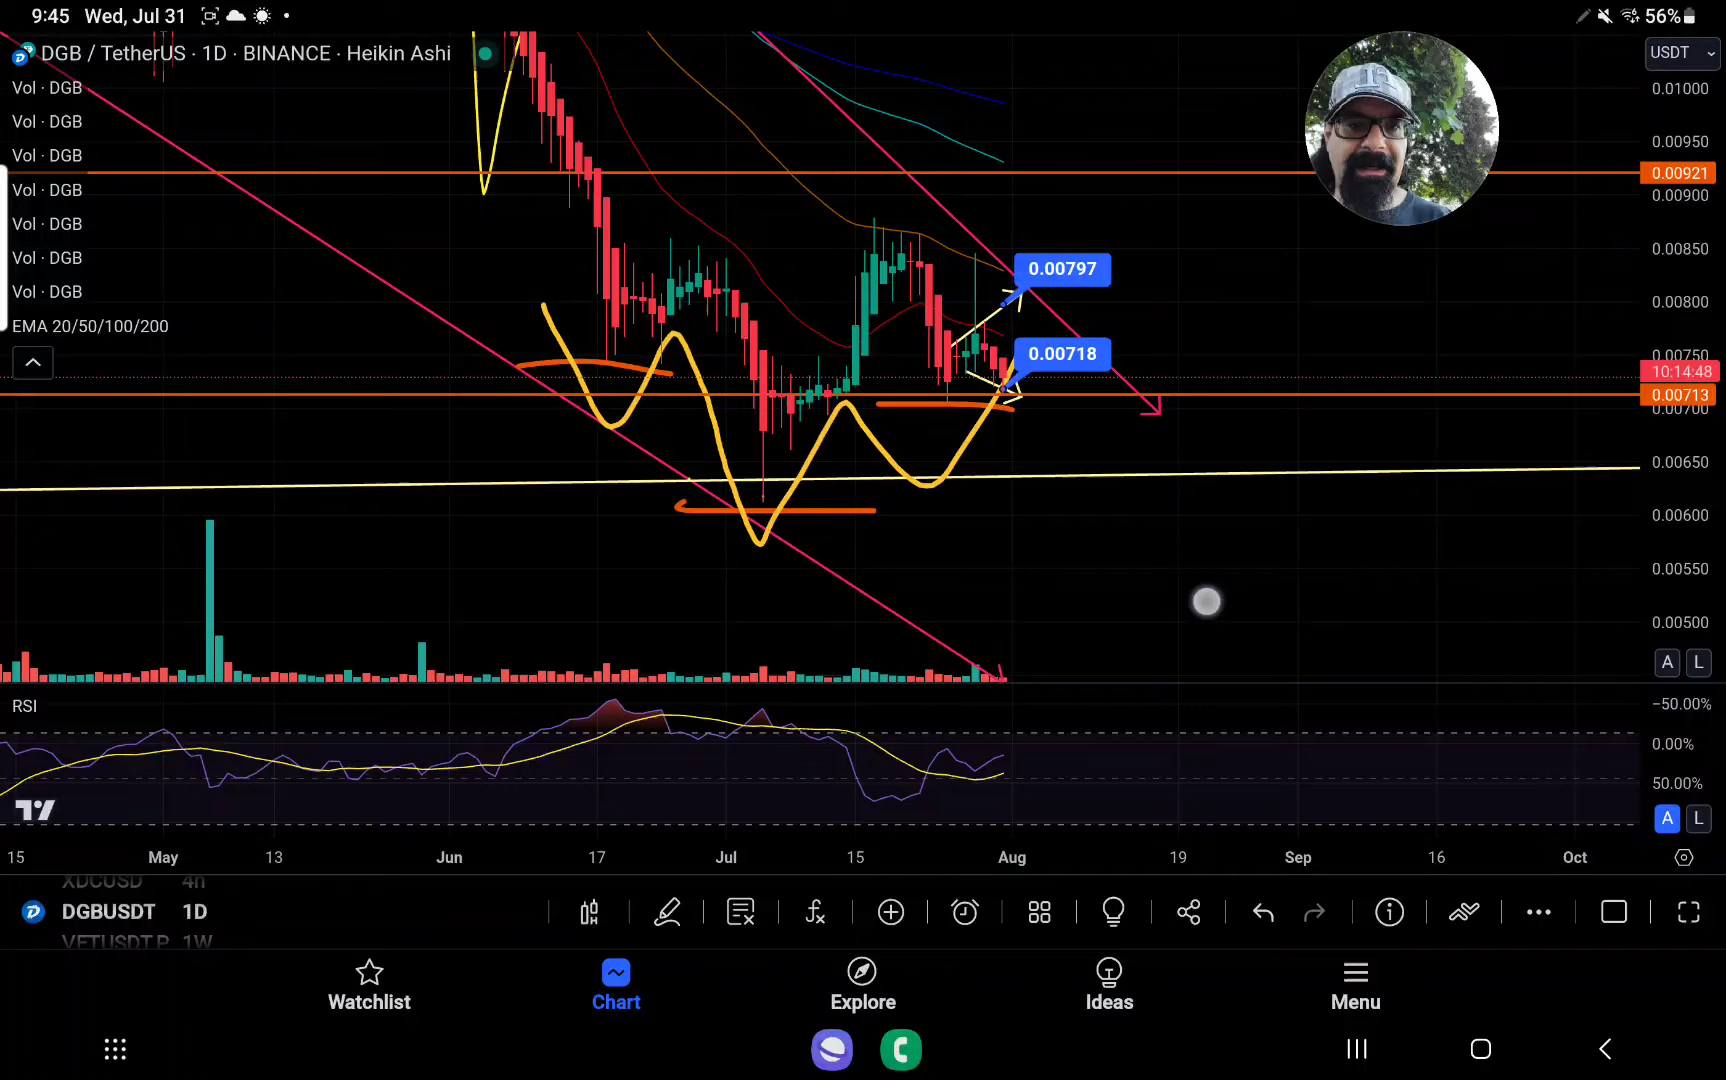 9:45 Wed, Jul 31
56%
DGB / TetherUS · 1D · BINANCE · Heikin Ashi
USDT
Vol · DGB
Vol · DGB
Vol · DGB
Vol · DGB
Vol · DGB
Vol · DGB
Vol · DGB
EMA 20/50/100/200
0.01000
0.00950
0.00921
0.00900
0.00850
0.00797
0.00800
0.00718
0.00750
10:14:48
0.00713
0.00700
0.00650
0.00600
0.00550
0.00500
A L
RSI
−50.00%
0.00%
50.00%
A L
15 May 13 Jun 17 Jul 15 Aug 19 Sep 16 Oct
XDCUSD 4h
DGBUSDT 1D
VETUSDT.P 1W
Watchlist Chart Explore Ideas Menu